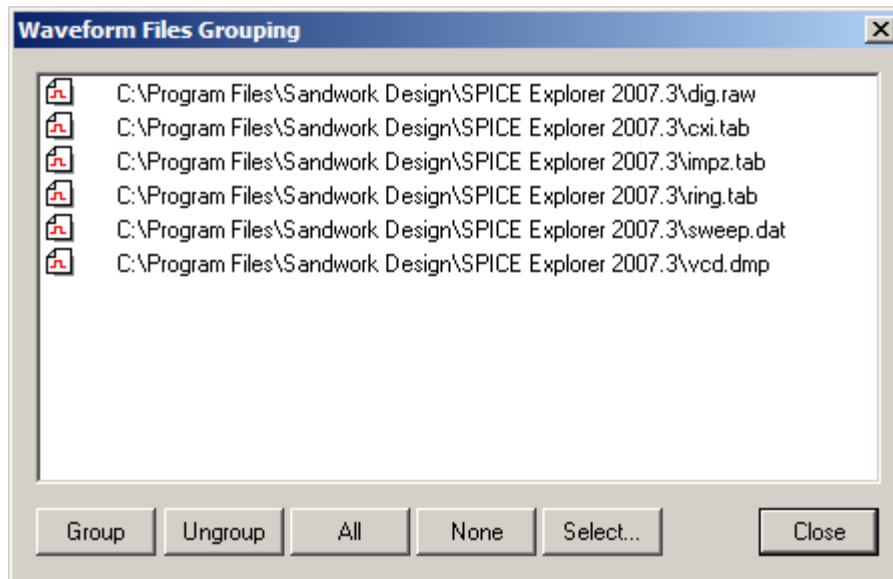 Waveform Files Grouping
C:\Program Files\Sandwork Design\SPICE Explorer 2007.3\dig.raw
C:\Program Files\Sandwork Design\SPICE Explorer 2007.3\cxi.tab
C:\Program Files\Sandwork Design\SPICE Explorer 2007.3\impz.tab
C:\Program Files\Sandwork Design\SPICE Explorer 2007.3\ring.tab
C:\Program Files\Sandwork Design\SPICE Explorer 2007.3\sweep.dat
C:\Program Files\Sandwork Design\SPICE Explorer 2007.3\vcd.dmp
Group Ungroup All None Select... Close